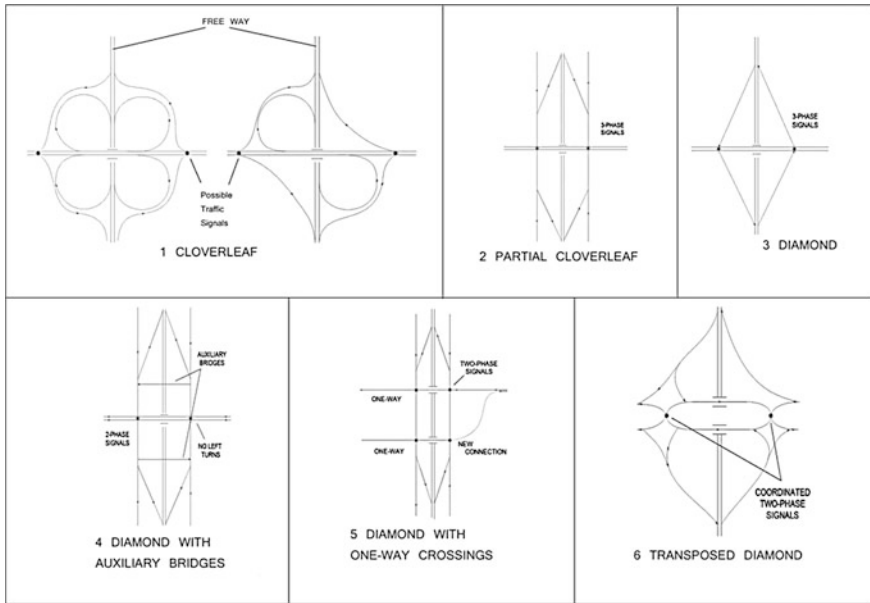 FREE WAY
Possible
Traffic
Signals
1 CLOVERLEAF
3-PHASE
SIGNALS
2 PARTIAL CLOVERLEAF
3-PHASE
SIGNALS
3 DIAMOND
AUXILIARY
BRIDGES
2-PHASE
SIGNALS
NO LEFT
TURNS
4 DIAMOND WITH
AUXILIARY BRIDGES
TWO-PHASE
SIGNALS
ONE-WAY
ONE-WAY
NEW
CONNECTION
5 DIAMOND WITH
ONE-WAY CROSSINGS
COORDINATED
TWO-PHASE
SIGNALS
6 TRANSPOSED DIAMOND